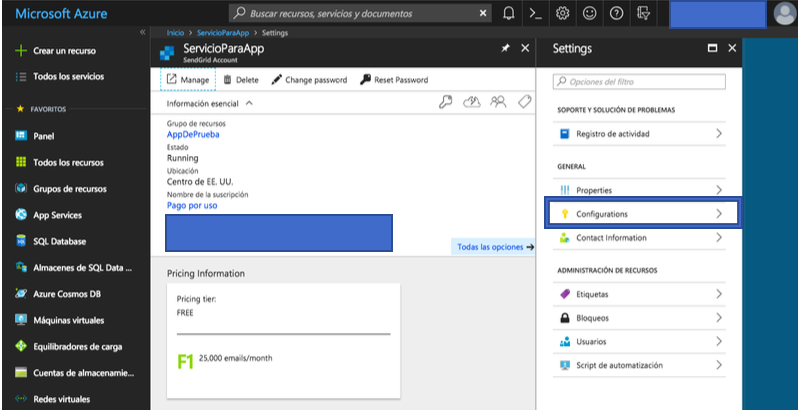 Microsoft Azure
Buscar recursos, servicios y documentos
Crear un recurso
Todos los servicios
FAVORITOS
Panel
Todos los recursos
Grupos de recursos
App Services
SQL Database
Almacenes de SQL Data ...
Azure Cosmos DB
Máquinas virtuales
Equilibradores de carga
Cuentas de almacenamie...
Redes virtuales
Inicio > ServicioParaApp > Settings
ServicioParaApp
SendGrid Account
Manage Delete Change password Reset Password
Información esencial
Grupo de recursos
AppDePrueba
Estado
Running
Ubicación
Centro de EE. UU.
Nombre de la suscripción
Pago por uso
Todas las opciones →
Pricing Information
Pricing tier:
FREE
F1 25,000 emails/month
Settings
Opciones del filtro
SOPORTE Y SOLUCIÓN DE PROBLEMAS
Registro de actividad
GENERAL
Properties
Configurations
Contact Information
ADMINISTRACIÓN DE RECURSOS
Etiquetas
Bloqueos
Usuarios
Script de automatización